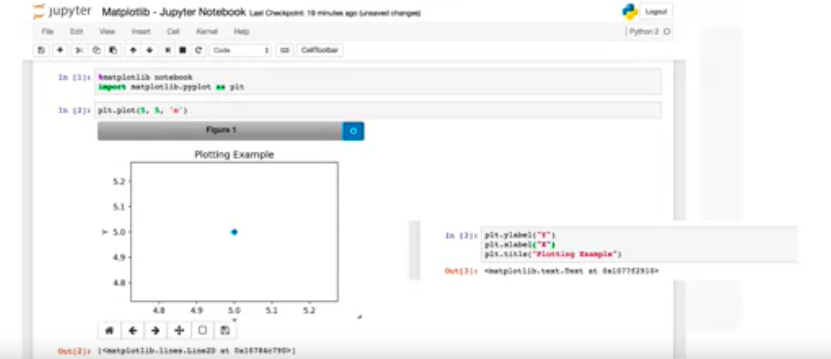 jupyter Matplotlib - Jupyter Notebook Last Checkpoint: 19 minutes ago (unsaved changes)
Logout
File Edit View Insert Cell Kernel Help
Python 2
Code
CellToolbar
In [1]: %matplotlib notebook
import matplotlib.pyplot as plt
In [2]: plt.plot(5, 5, 'o')
Figure 1
Plotting Example
5.2
5.1
Y 5.0
4.9
4.8
4.8 4.9 5.0 5.1 5.2
In [3]: plt.ylabel("Y")
plt.xlabel("X")
plt.title("Plotting Example")
Out[3]: <matplotlib.text.Text at 0x1077f2910>
Out[2]: [<matplotlib.lines.Line2D at 0x10786c790>]